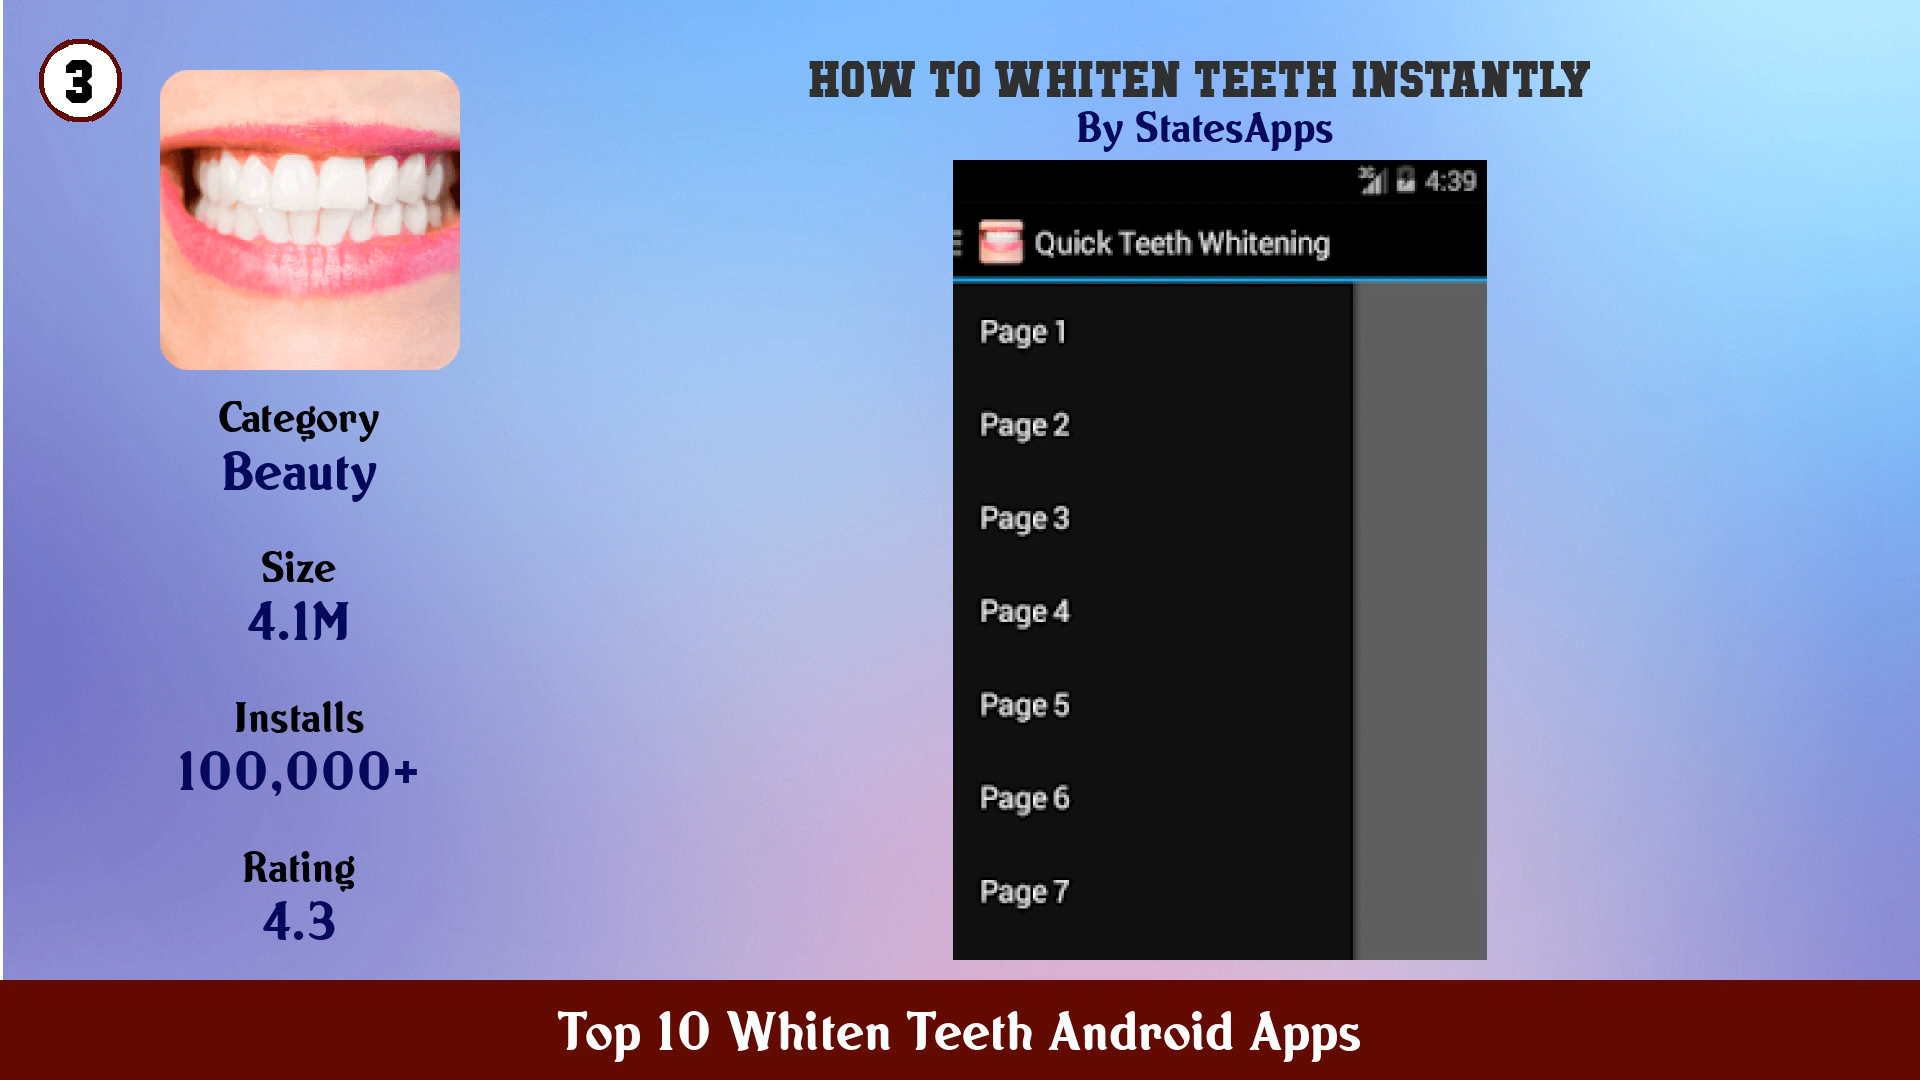 3
HOW TO WHITEN TEETH INSTANTLY
By StatesApps
Category
Beauty
Size
4.1M
Installs
100,000+
Rating
4.3
3G 4:39
Quick Teeth Whitening
Page 1
Page 2
Page 3
Page 4
Page 5
Page 6
Page 7
Top 10 Whiten Teeth Android Apps